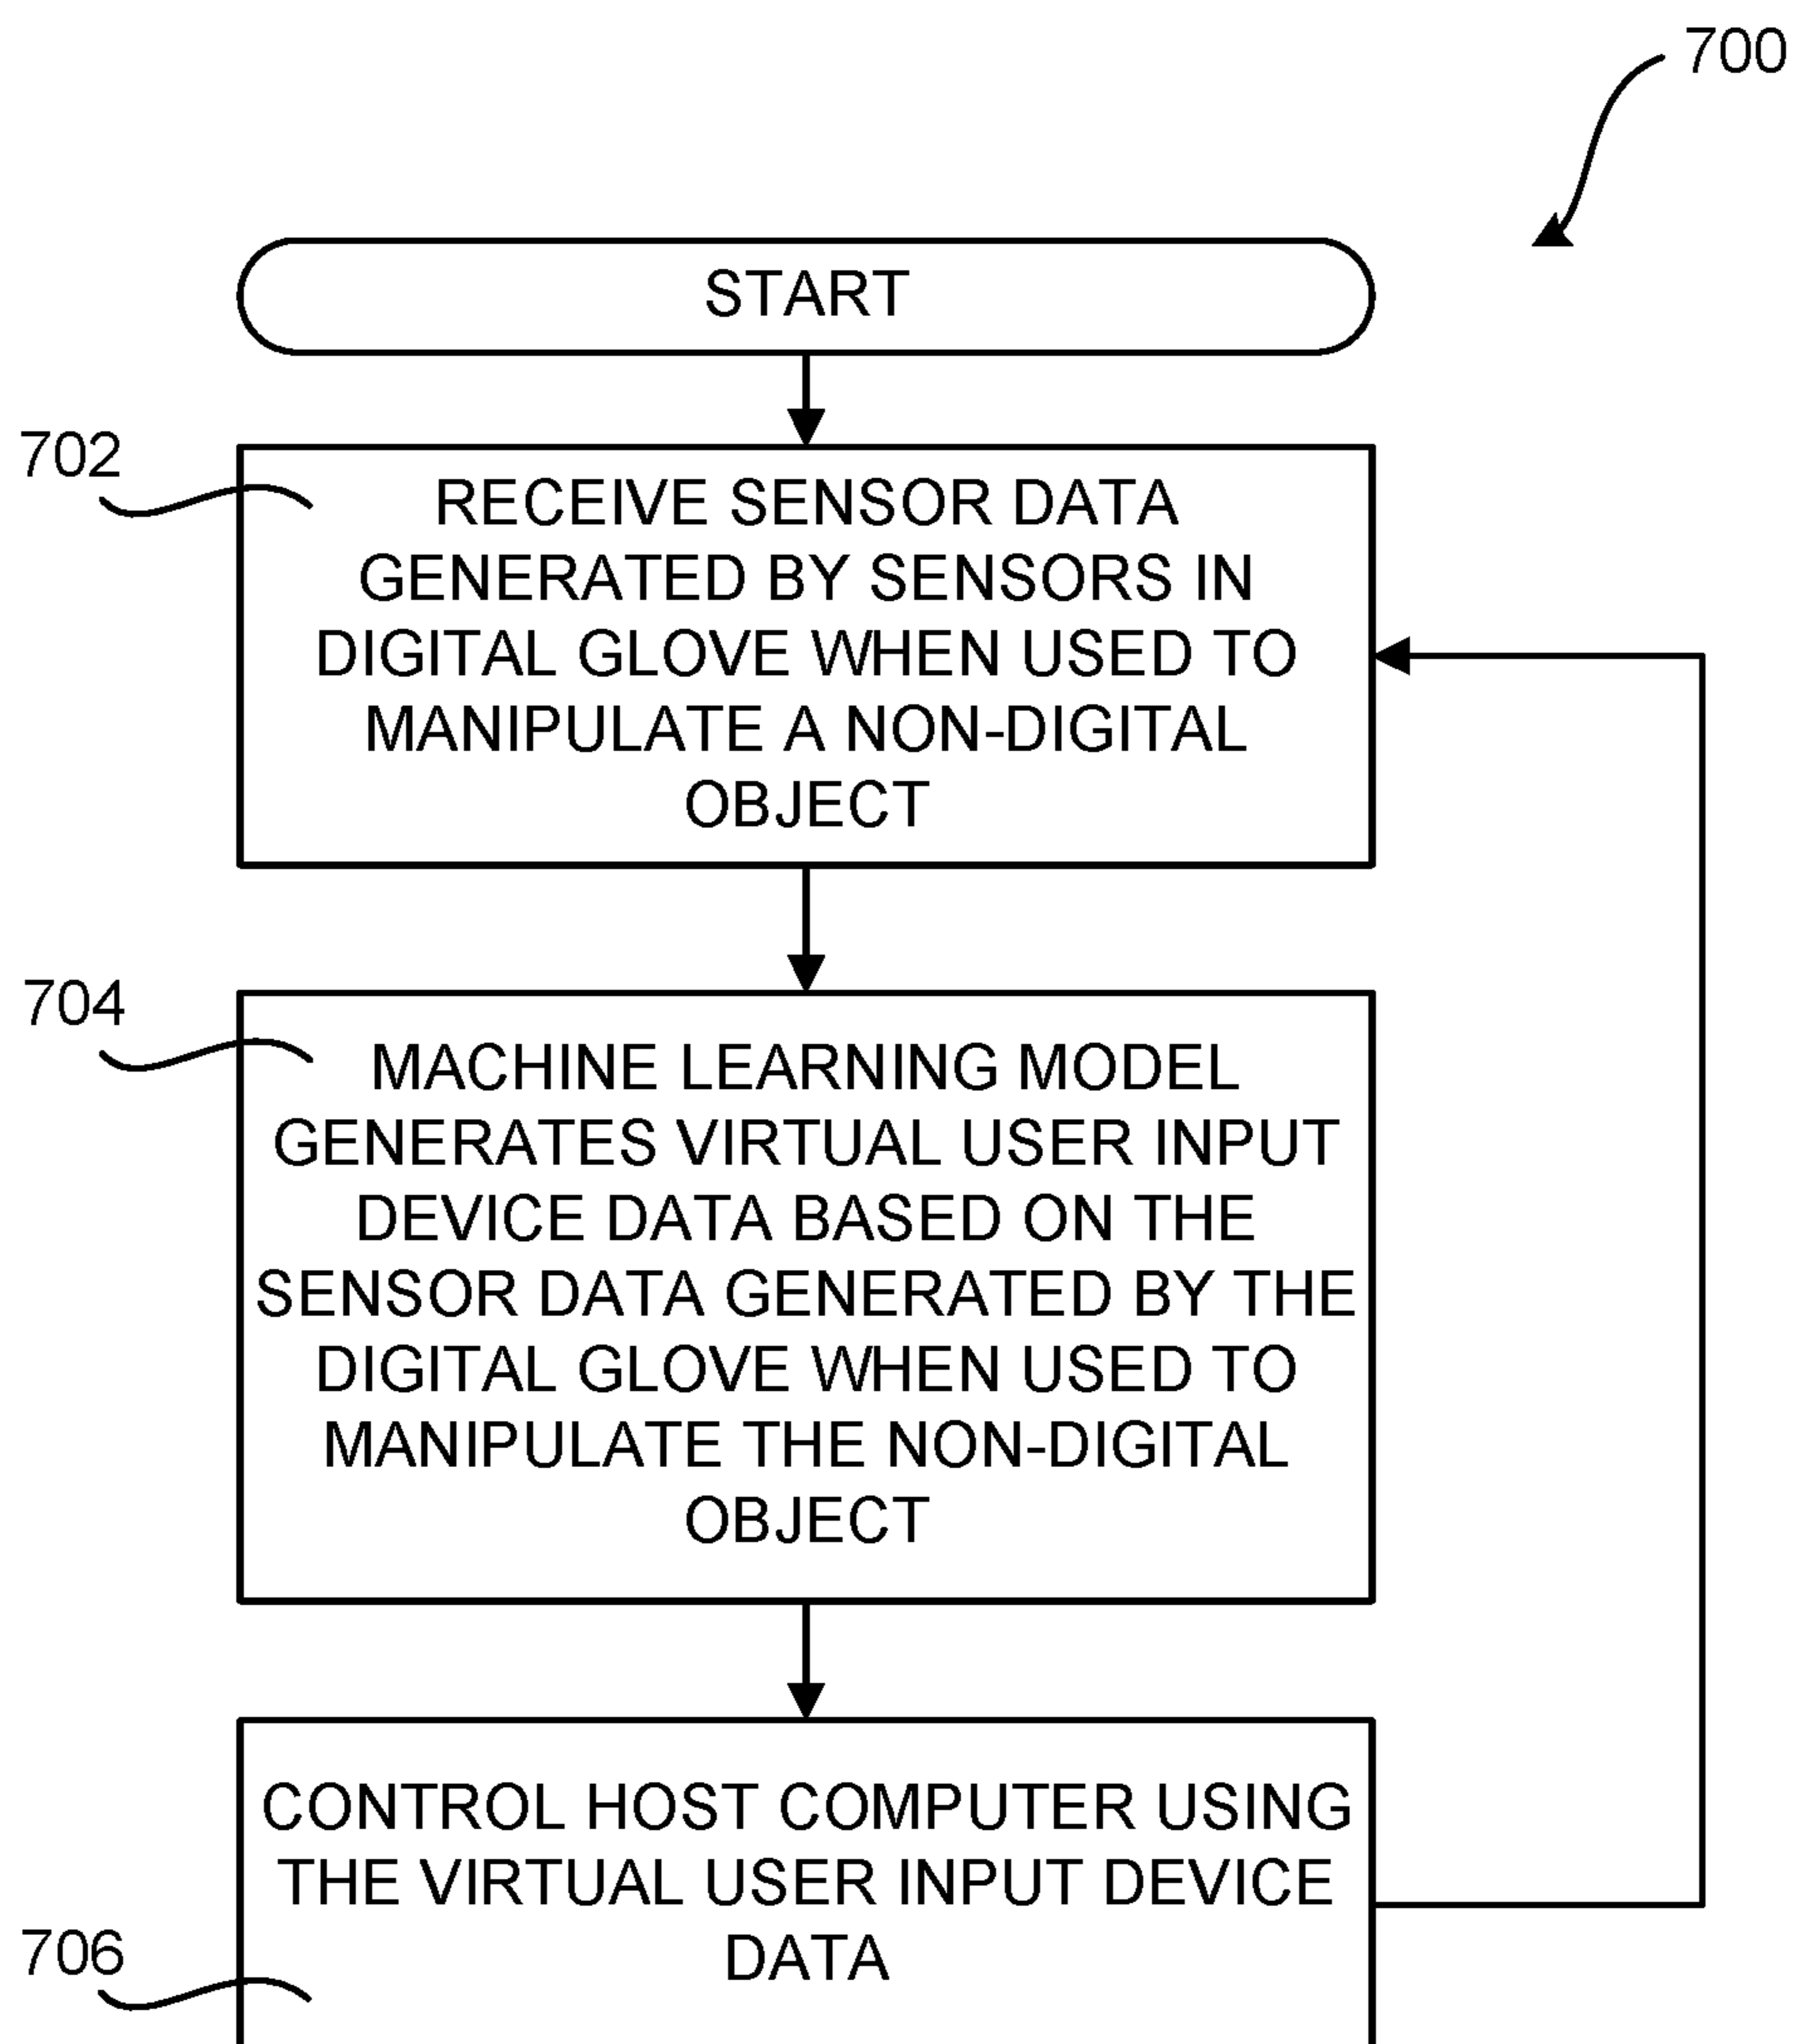 700
START
702
RECEIVE SENSOR DATA
GENERATED BY SENSORS IN
DIGITAL GLOVE WHEN USED TO
MANIPULATE A NON-DIGITAL
OBJECT
704
MACHINE LEARNING MODEL
GENERATES VIRTUAL USER INPUT
DEVICE DATA BASED ON THE
SENSOR DATA GENERATED BY THE
DIGITAL GLOVE WHEN USED TO
MANIPULATE THE NON-DIGITAL
OBJECT
CONTROL HOST COMPUTER USING
THE VIRTUAL USER INPUT DEVICE
DATA
706